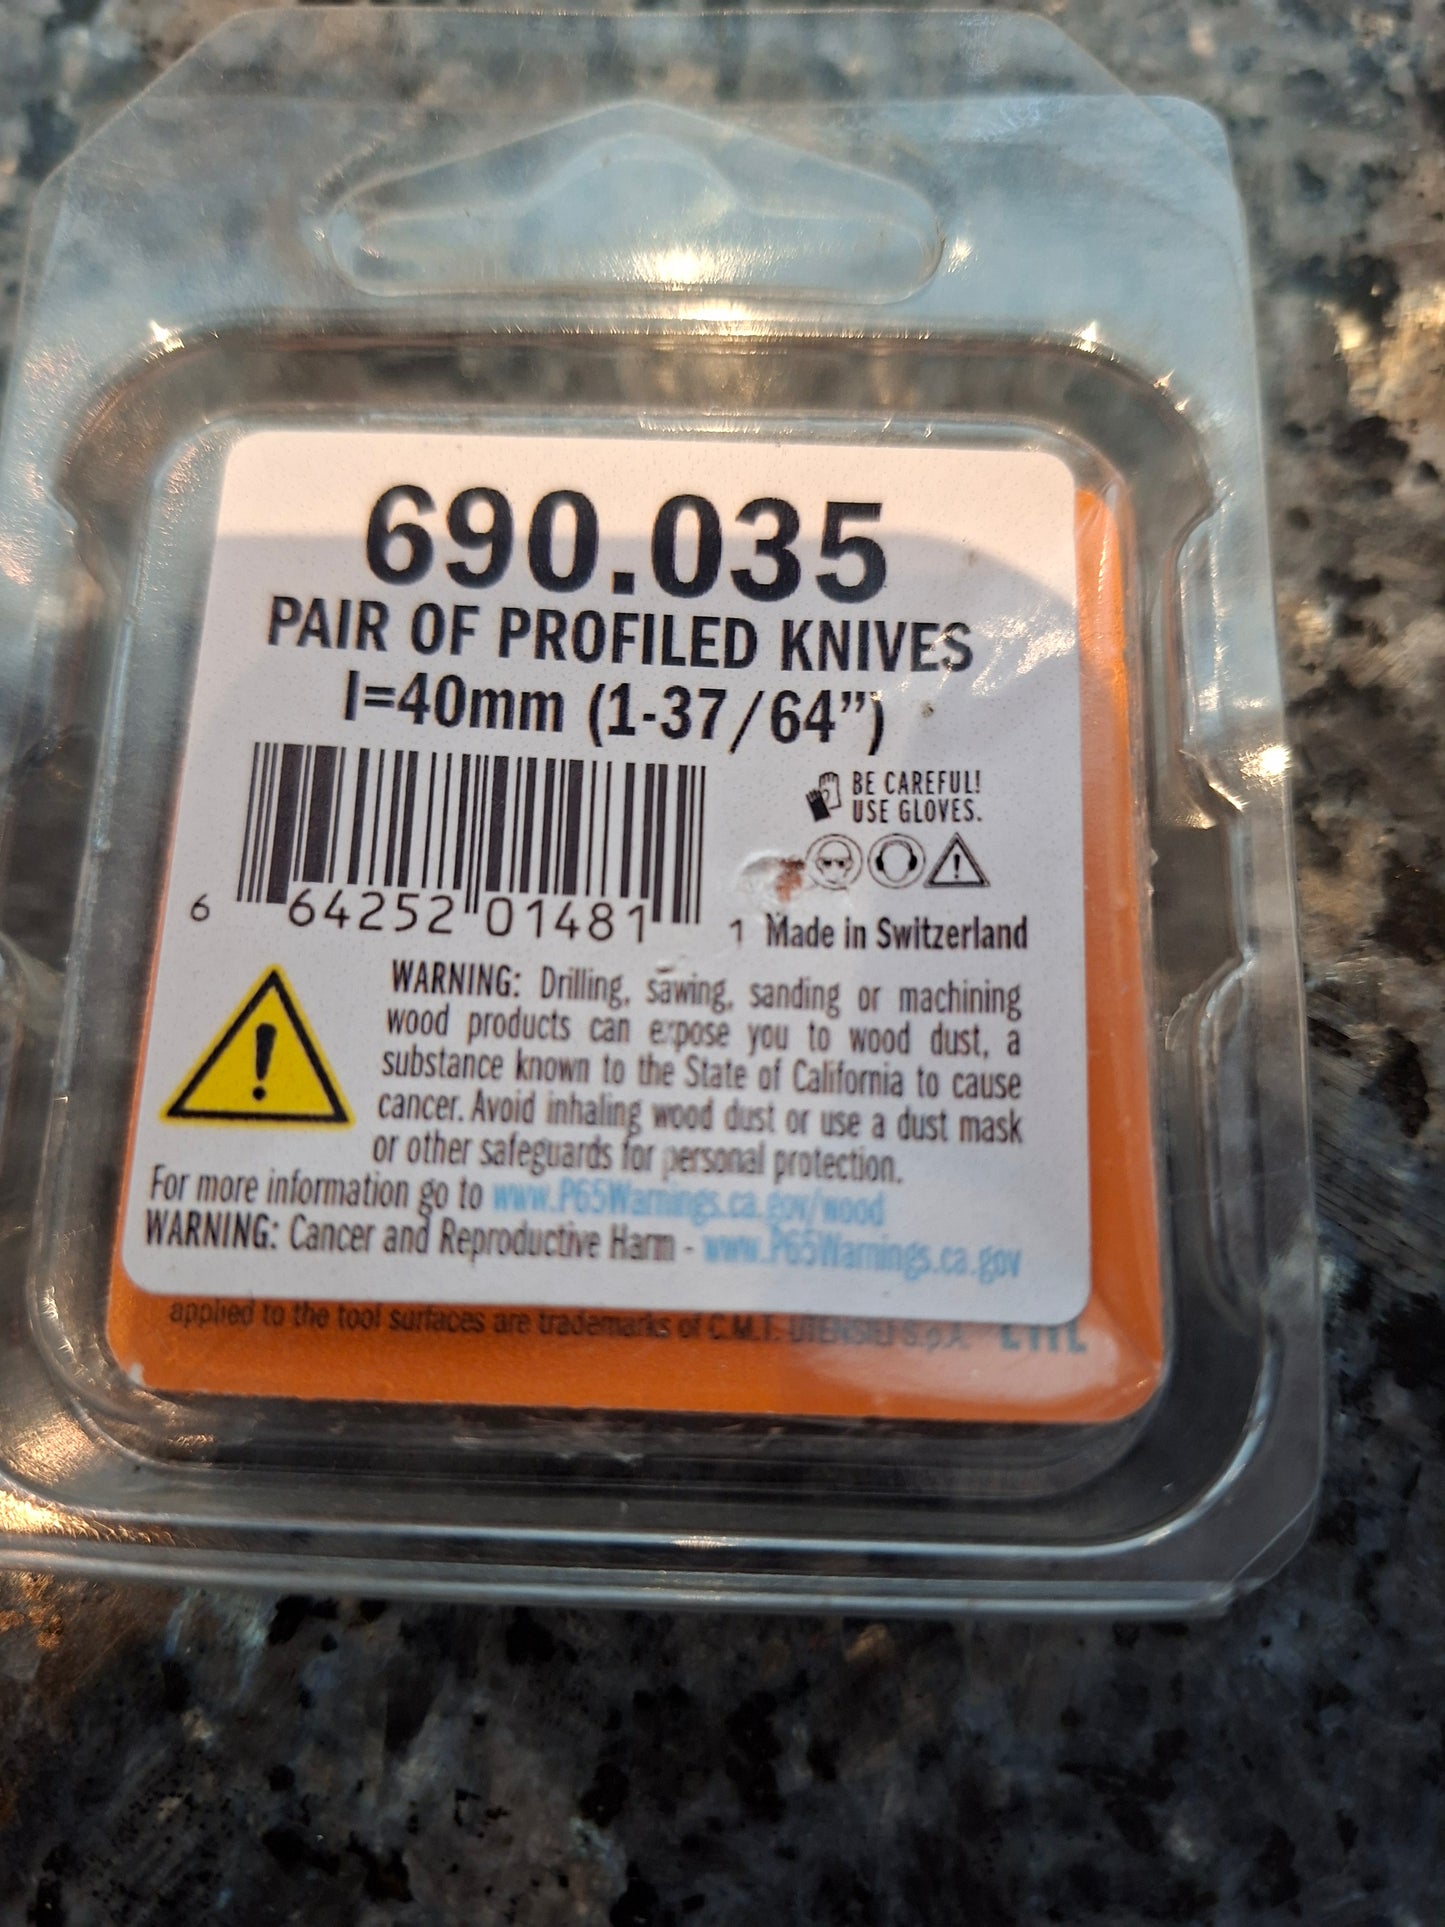 690.035
PAIR OF PROFILED KNIVES
I=40mm (1-37/64”)
BE CAREFUL!
USE GLOVES.
6 64252 01481 1
Made in Switzerland
WARNING: Drilling, sawing, sanding or machining
wood products can expose you to wood dust, a
substance known to the State of California to cause
cancer. Avoid inhaling wood dust or use a dust mask
or other safeguards for personal protection.
For more information go to www.P65Warnings.ca.gov/wood
WARNING: Cancer and Reproductive Harm - www.P65Warnings.ca.gov
applied to the tool surfaces are trademarks of C.M.T. UTENSILI S.p.A.